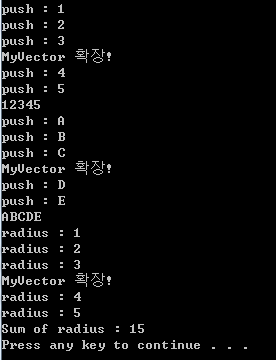 push : 1
push : 2
push : 3
MyVector 확장!
push : 4
push : 5
12345
push : A
push : B
push : C
MyVector 확장!
push : D
push : E
ABCDE
radius : 1
radius : 2
radius : 3
MyVector 확장!
radius : 4
radius : 5
Sum of radius : 15
Press any key to continue . . .